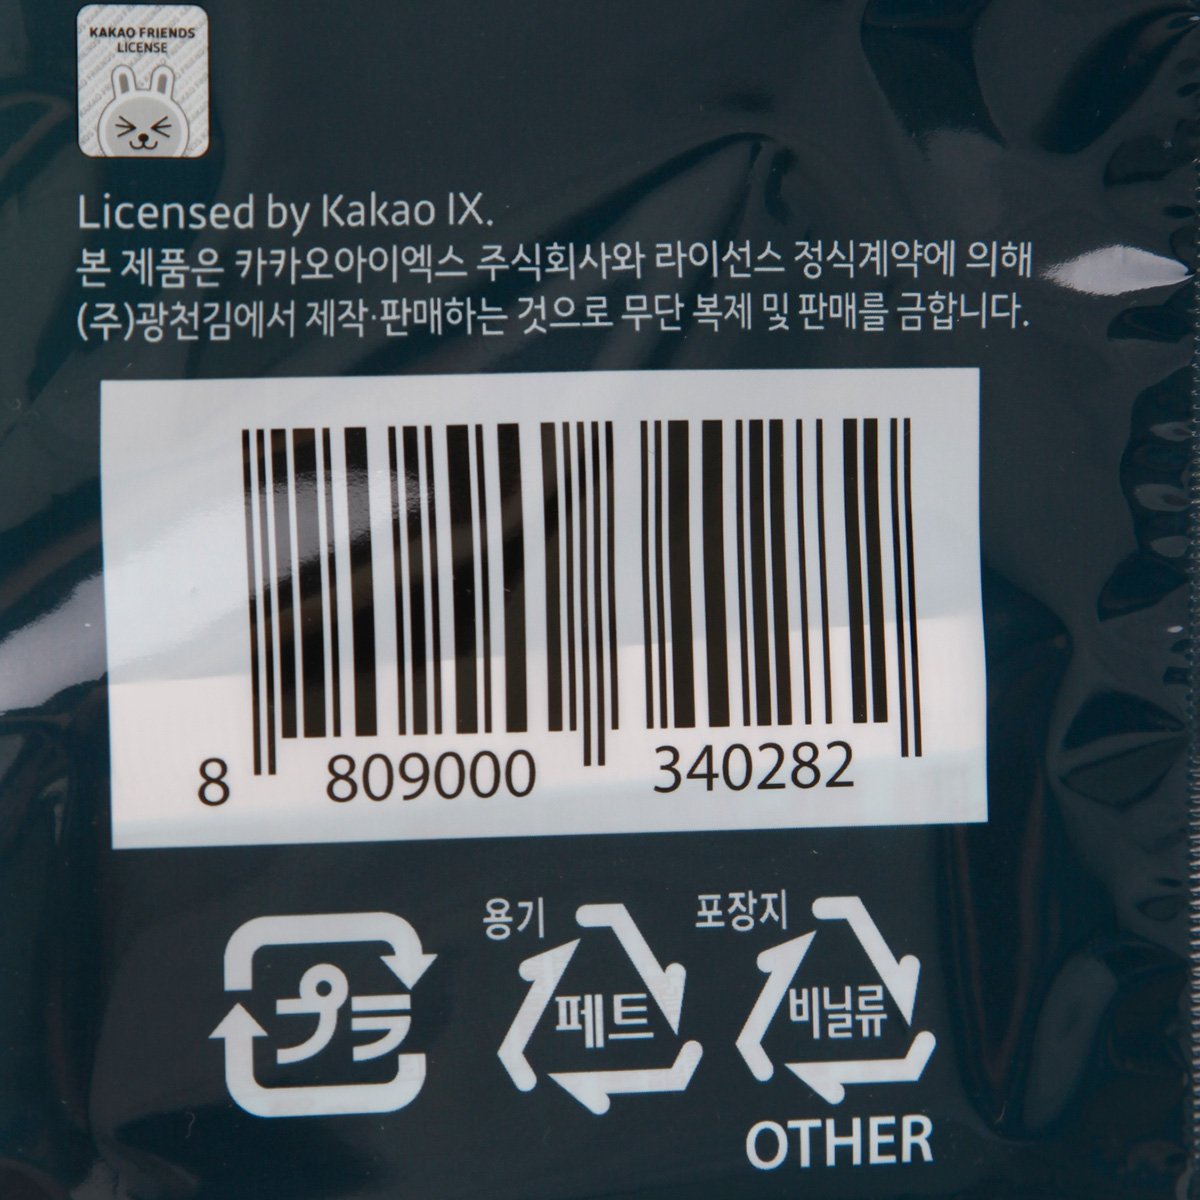 KAKAO FRIENDS
LICENSE
Licensed by Kakao IX.
본 제품은 카카오아이엑스 주식회사와 라이선스 정식계약에 의해
(주)광천김에서 제작·판매하는 것으로 무단 복제 및 판매를 금합니다.
8 809000 340282
プラ
용기
페트
포장지
비닐류
OTHER